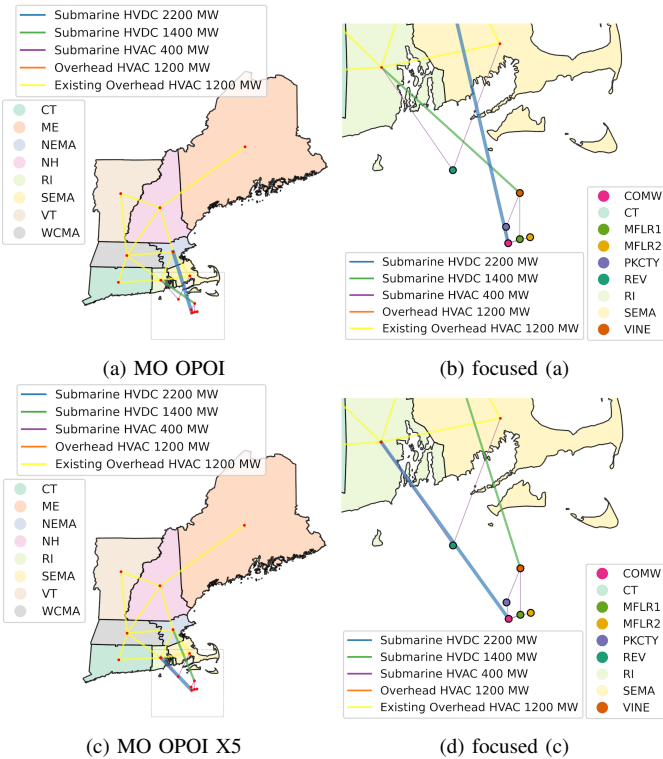 Submarine HVDC 2200 MW
Submarine HVDC 1400 MW
Submarine HVAC 400 MW
Overhead HVAC 1200 MW
Existing Overhead HVAC 1200 MW
CT
ME
NEMA
NH
RI
SEMA
VT
WCMA
(a) MO OPOI
COMW
CT
MFLR1
MFLR2
PKCTY
REV
RI
SEMA
VINE
Submarine HVDC 2200 MW
Submarine HVDC 1400 MW
Submarine HVAC 400 MW
Overhead HVAC 1200 MW
Existing Overhead HVAC 1200 MW
(b) focused (a)
Submarine HVDC 2200 MW
Submarine HVDC 1400 MW
Submarine HVAC 400 MW
Overhead HVAC 1200 MW
Existing Overhead HVAC 1200 MW
CT
ME
NEMA
NH
RI
SEMA
VT
WCMA
(c) MO OPOI X5
COMW
CT
MFLR1
MFLR2
PKCTY
REV
RI
SEMA
VINE
Submarine HVDC 2200 MW
Submarine HVDC 1400 MW
Submarine HVAC 400 MW
Overhead HVAC 1200 MW
Existing Overhead HVAC 1200 MW
(d) focused (c)